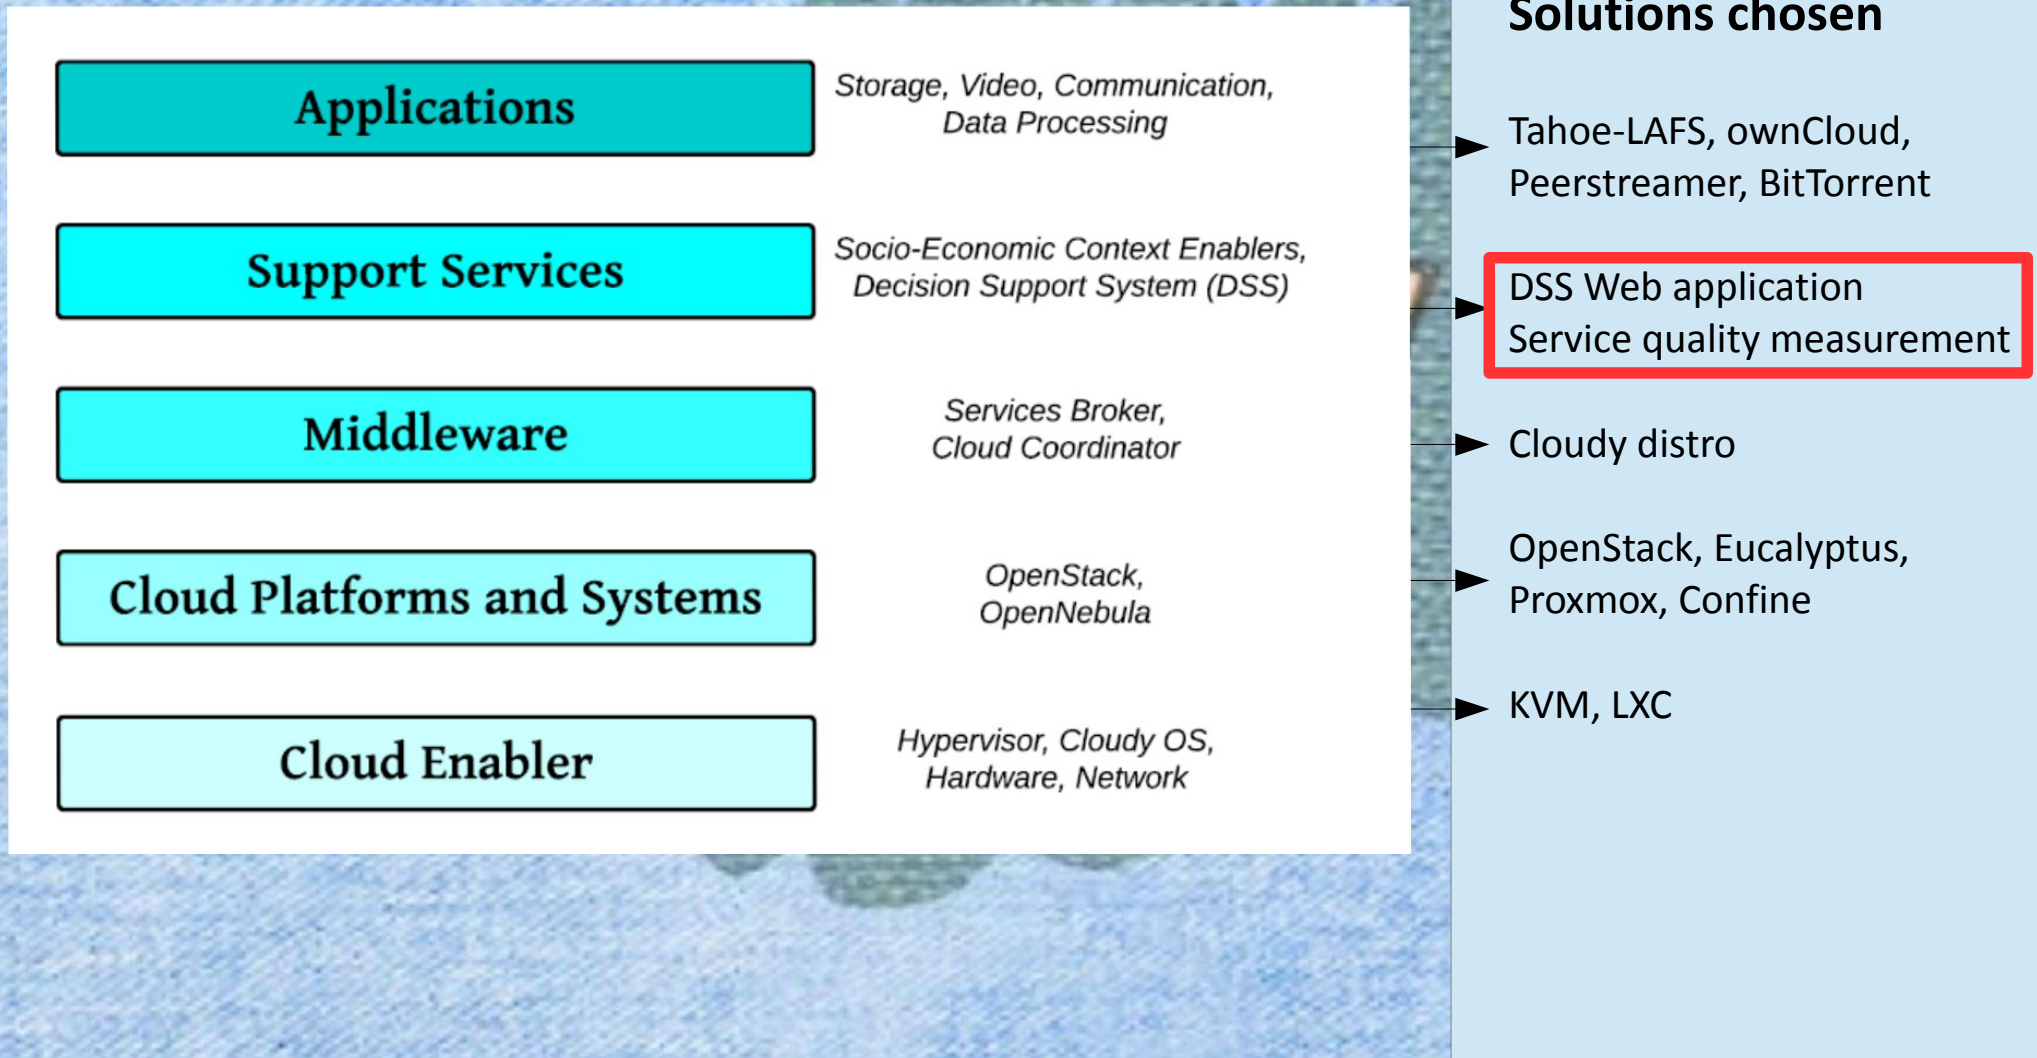 Solutions chosen
Applications
Storage, Video, Communication,
Data Processing
Tahoe-LAFS, ownCloud,
Peerstreamer, BitTorrent
Support Services
Socio-Economic Context Enablers,
Decision Support System (DSS)
DSS Web application
Service quality measurement
Middleware
Services Broker,
Cloud Coordinator
Cloudy distro
Cloud Platforms and Systems
OpenStack,
OpenNebula
OpenStack, Eucalyptus,
Proxmox, Confine
Cloud Enabler
Hypervisor, Cloudy OS,
Hardware, Network
KVM, LXC